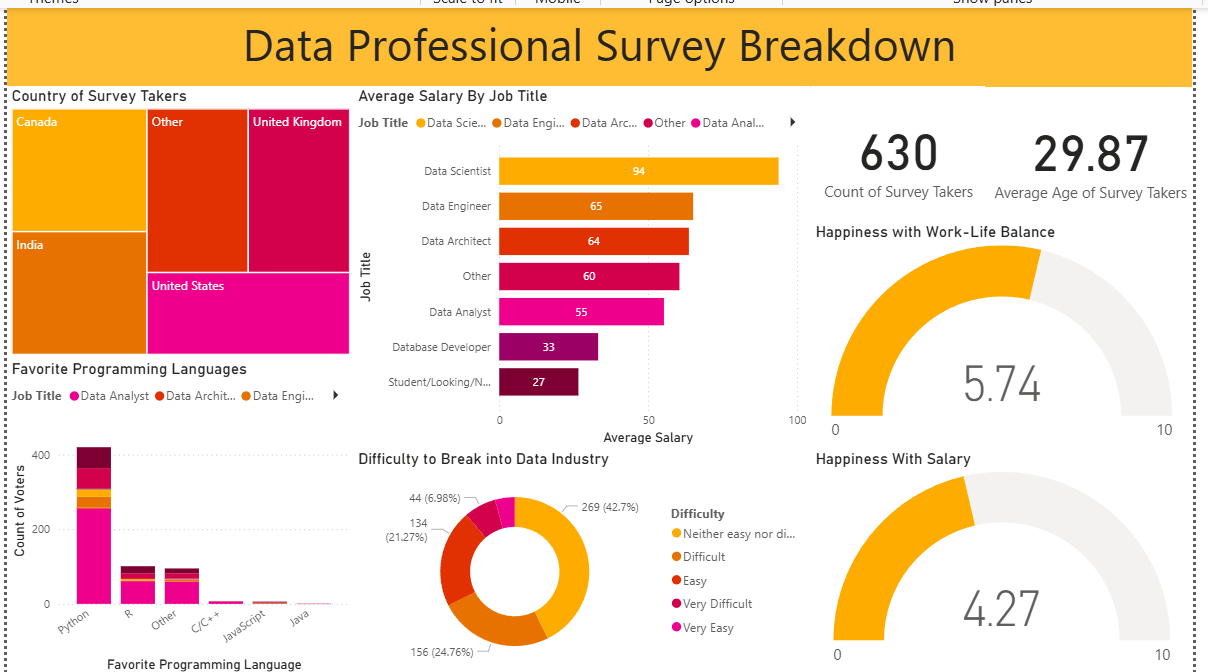 Themes
Scale to fit
Mobile
Page options
Show panes
Data Professional Survey Breakdown
Country of Survey Takers
Canada
Other
United Kingdom
India
United States
Average Salary By Job Title
Job Title Data Scie... Data Engi... Data Arc... Other Data Anal...
Job Title
Data Scientist 94
Data Engineer 65
Data Architect 64
Other 60
Data Analyst 55
Database Developer 33
Student/Looking/N... 27
0 50 100
Average Salary
630
Count of Survey Takers
29.87
Average Age of Survey Takers
Happiness with Work-Life Balance
5.74
0 10
Favorite Programming Languages
Job Title Data Analyst Data Archit... Data Engi...
Count of Voters
400
200
0
Python R Other C/C++ JavaScript Java
Favorite Programming Language
Difficulty to Break into Data Industry
44 (6.98%)
269 (42.7%)
134
(21.27%)
156 (24.76%)
Difficulty
Neither easy nor di...
Difficult
Easy
Very Difficult
Very Easy
Happiness With Salary
4.27
0 10